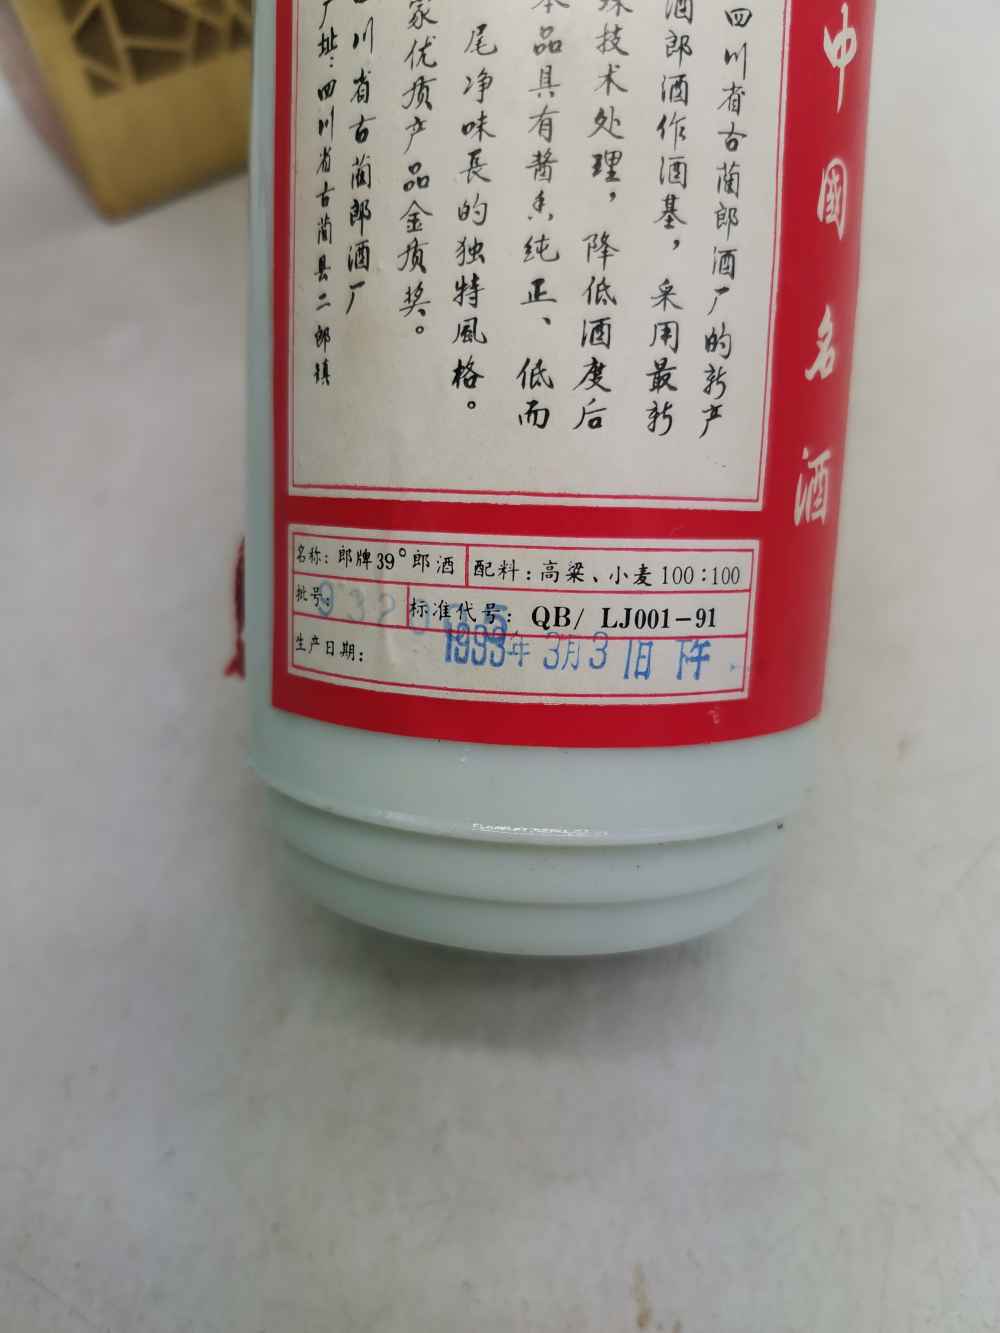 中國名酒
四川省古蔺郎酒厂的新产
酒郎酒作酒基，采用最新
技术处理，降低酒度后
本品具有酱香纯正、低而
尾净味長的独特風格。
家优质产品金质奖。
川省古蔺郎酒厂
厂址：四川省古蔺县二郎镇
名称：郎牌39°郎酒 配料：高粱、小麦100：100
批号： 标准代号：QB/ LJ001-91
生产日期：1993年3月3日 下午